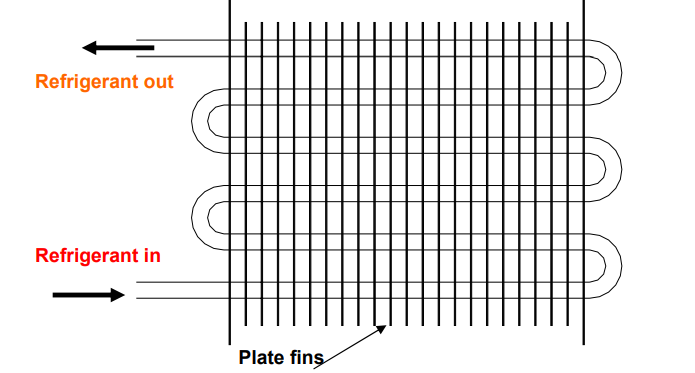 Refrigerant out
Refrigerant in
Plate fins